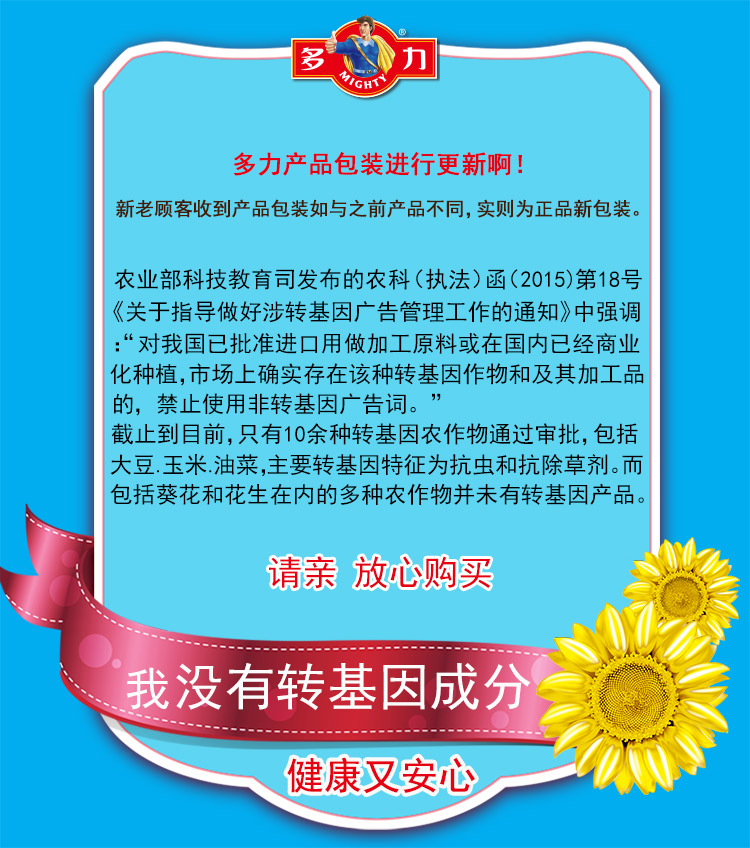 多力
MIGHTY
®
多力产品包装进行更新啊!
新老顾客收到产品包装如与之前产品不同,实则为正品新包装。
农业部科技教育司发布的农科(执法)函(2015)第18号
《关于指导做好涉转基因广告管理工作的通知》中强调
:“对我国已批准进口用做加工原料或在国内已经商业
化种植,市场上确实存在该种转基因作物和及其加工品
的,禁止使用非转基因广告词。”
截止到目前,只有10余种转基因农作物通过审批,包括
大豆.玉米.油菜,主要转基因特征为抗虫和抗除草剂。而
包括葵花和花生在内的多种农作物并未有转基因产品。
请亲 放心购买
我没有转基因成分
健康又安心